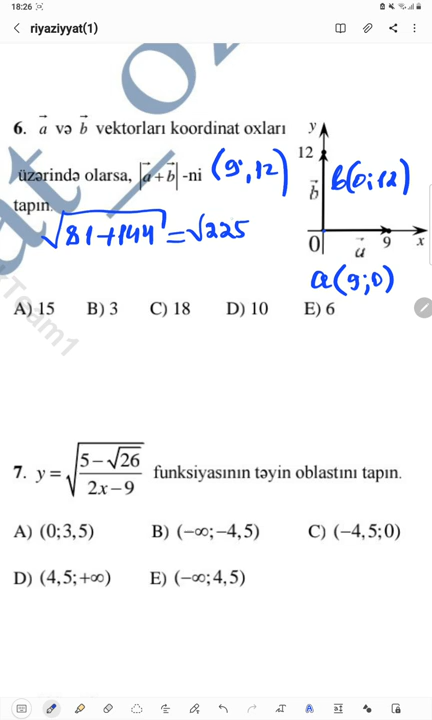 18:26
riyaziyyat(1)
6. a və b vektorları koordinat oxları
üzərində olarsa, |a+b| -ni (9;12)
tapın.
√81+144 = √225
y
12
b b(0;12)
0 a 9 x
a(9;0)
A) 15 B) 3 C) 18 D) 10 E) 6
Team1
7. y = √(5−√26)/(2x−9) funksiyasının təyin oblastını tapın.
A) (0;3,5) B) (−∞;−4,5) C) (−4,5;0)
D) (4,5;+∞) E) (−∞;4,5)